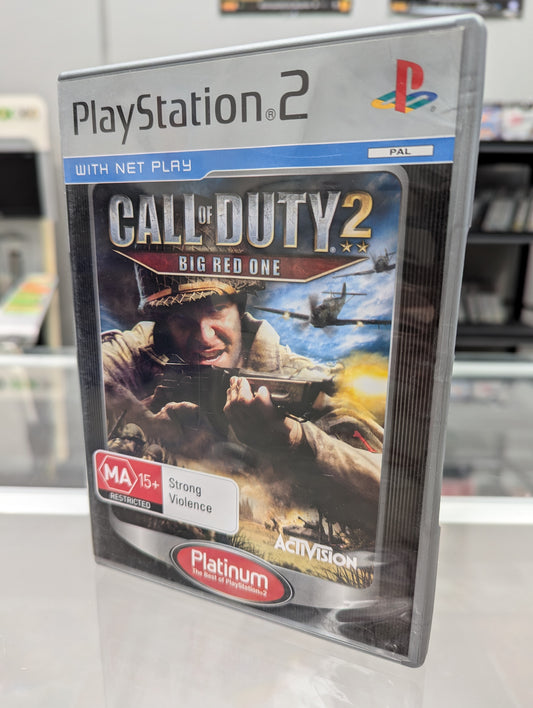 PlayStation®2
WITH NET PLAY
PAL
CALL OF DUTY® 2
BIG RED ONE
MA 15+
RESTRICTED
Strong
Violence
ACTIVISION
Platinum
The Best of PlayStation®2